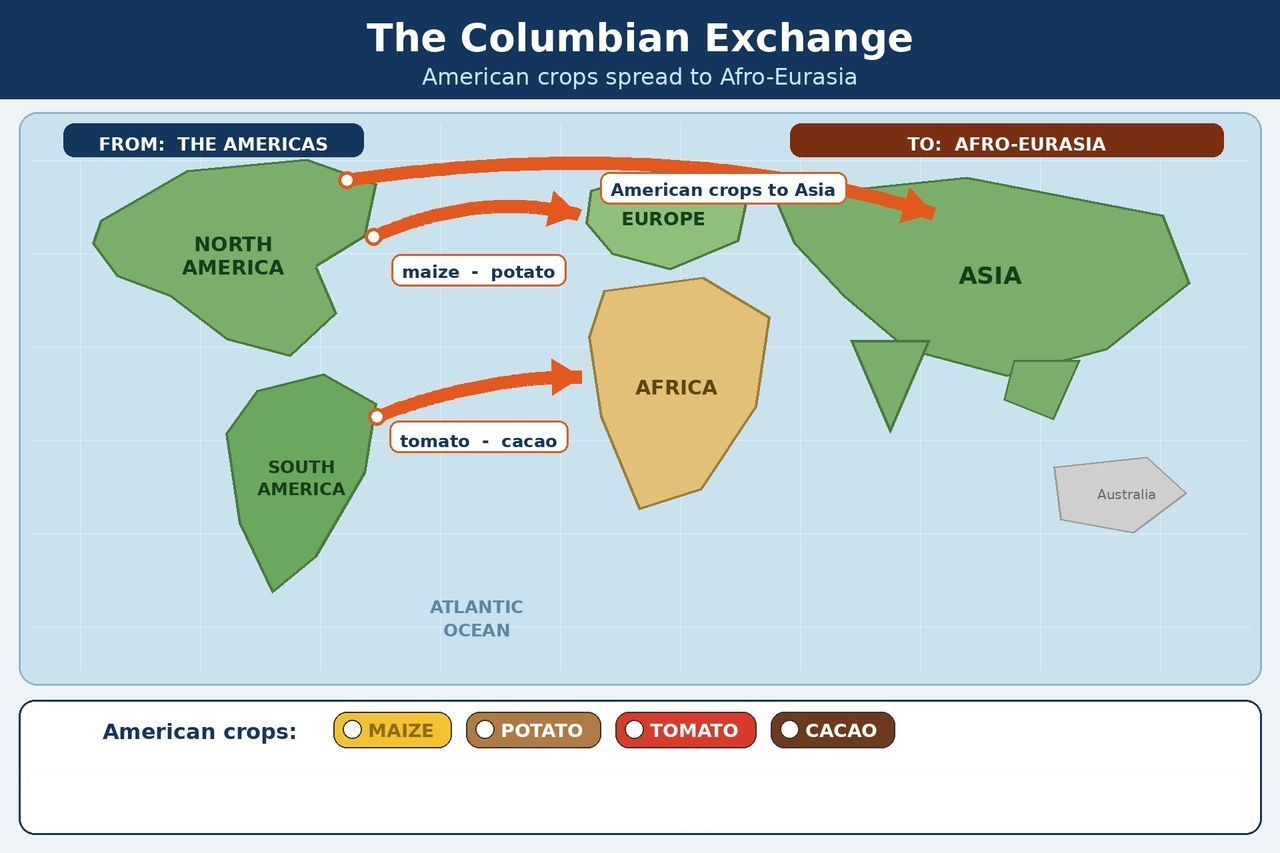 The Columbian Exchange
American crops spread to Afro-Eurasia
FROM:  THE AMERICAS
TO:  AFRO-EURASIA
American crops to Asia
NORTH
AMERICA
EUROPE
ASIA
maize  -  potato
AFRICA
tomato  -  cacao
SOUTH
AMERICA
Australia
ATLANTIC
OCEAN
American crops:
MAIZE
POTATO
TOMATO
CACAO